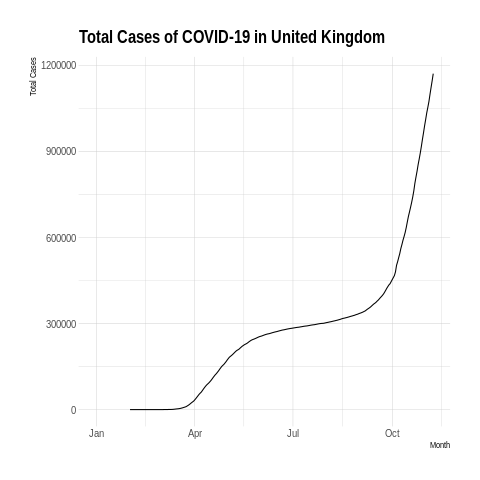 Total Cases of COVID-19 in United Kingdom
Total Cases
1200000
900000
600000
300000
0
Jan Apr Jul Oct
Month